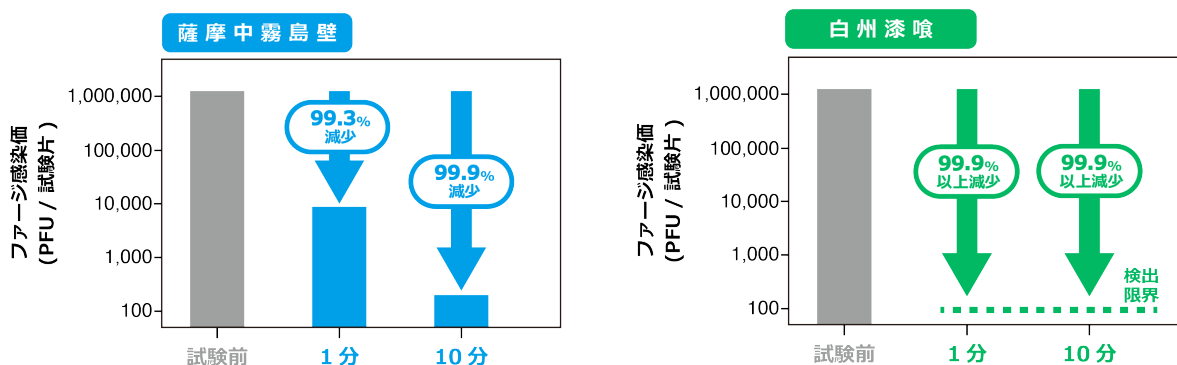 薩摩中霧島壁
ファージ感染価
(PFU / 試験片 )
1,000,000
100,000
10,000
1,000
100
99.3%
減少
99.9%
減少
試験前
1 分
10 分
白州漆喰
ファージ感染価
(PFU / 試験片 )
1,000,000
100,000
10,000
1,000
100
99.9%
以上減少
99.9%
以上減少
検出
限界
試験前
1 分
10 分